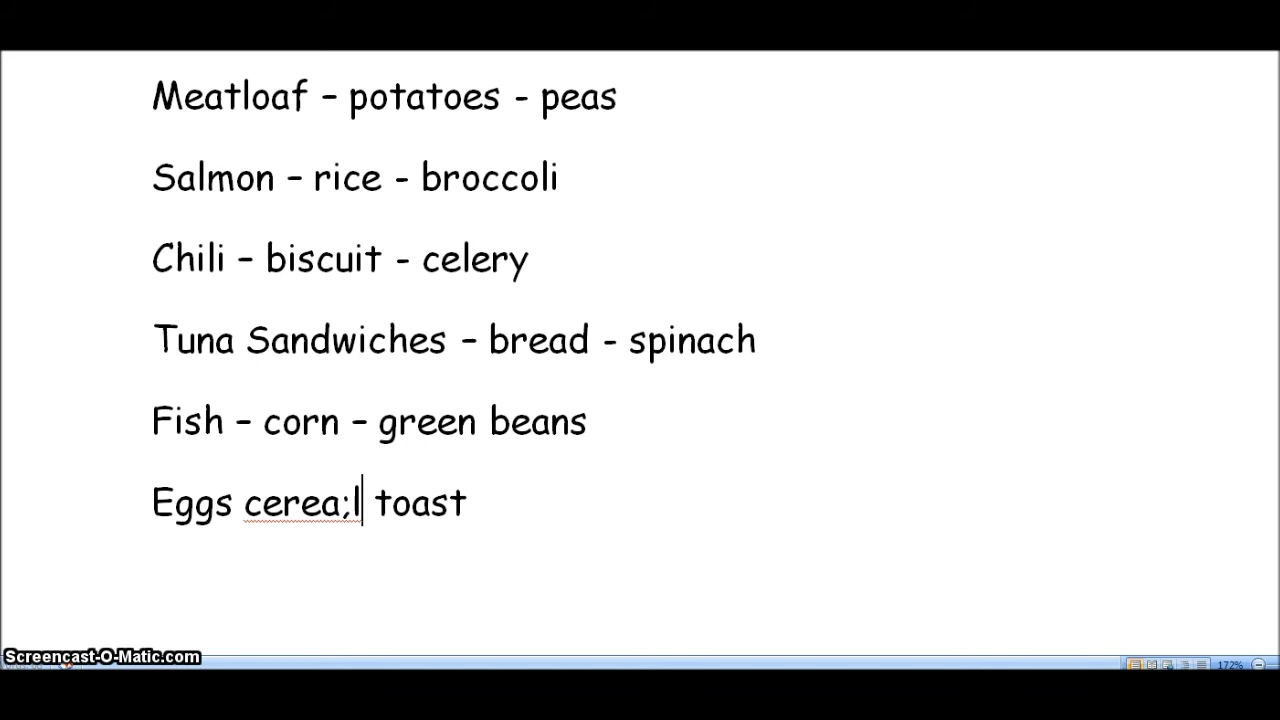 Meatloaf – potatoes - peas
Salmon – rice - broccoli
Chili – biscuit - celery
Tuna Sandwiches – bread - spinach
Fish – corn – green beans
Eggs cerea;l toast
Screencast-O-Matic.com
172%